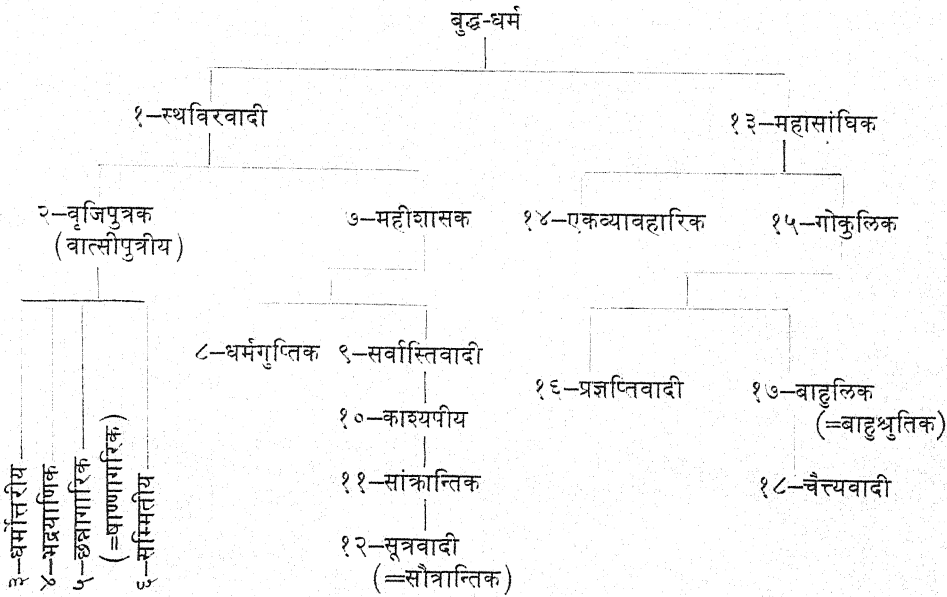 बुद्ध-धर्म
१—स्थविरवादी
१३—महासांघिक
२—वृजिपुत्रक
(वात्सीपुत्रीय)
७—महीशासक
१४—एकव्यावहारिक
१५—गोकुलिक
८—धर्मगुप्तिक
९—सर्वास्तिवादी
१६—प्रज्ञप्तिवादी
१७—बाहुलिक
(=बाहुश्रुतिक)
१०—काश्यपीय
११—सांक्रान्तिक
१८—चैत्यवादी
१२—सूत्रवादी
(=सौत्रान्तिक)
३—धर्मोत्तरीय
४—भद्रयाणिक
५—छन्नागारिक
(=षाण्णागरिक)
६—सम्मितीय